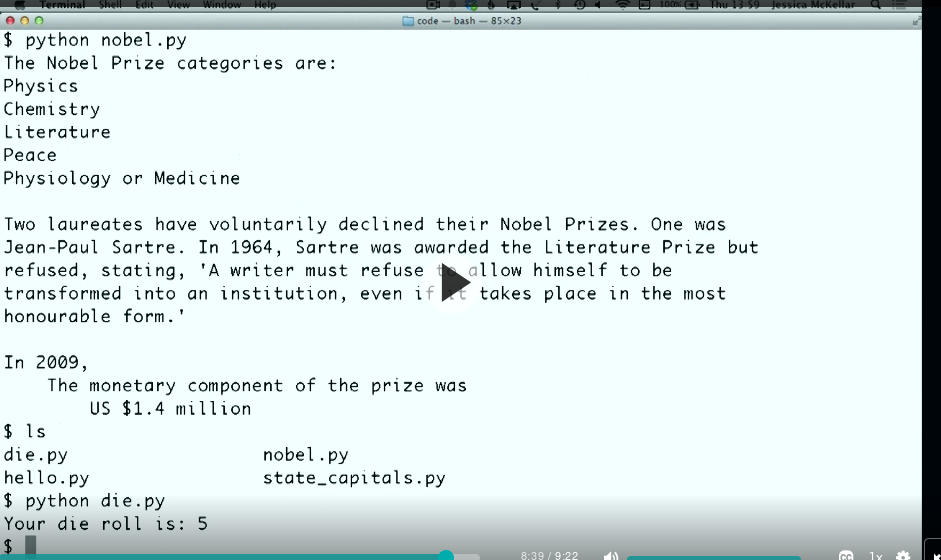 Terminal Shell Edit View Window Help 100% Thu 13:59 Jessica McKellar
code — bash — 85×23
$ python nobel.py
The Nobel Prize categories are:
Physics
Chemistry
Literature
Peace
Physiology or Medicine
Two laureates have voluntarily declined their Nobel Prizes. One was
Jean-Paul Sartre. In 1964, Sartre was awarded the Literature Prize but
refused, stating, 'A writer must refuse to allow himself to be
transformed into an institution, even if it takes place in the most
honourable form.'
In 2009,
    The monetary component of the prize was
        US $1.4 million
$ ls
die.py nobel.py
hello.py state_capitals.py
$ python die.py
Your die roll is: 5
$
8:39 / 9:22 CC 1x